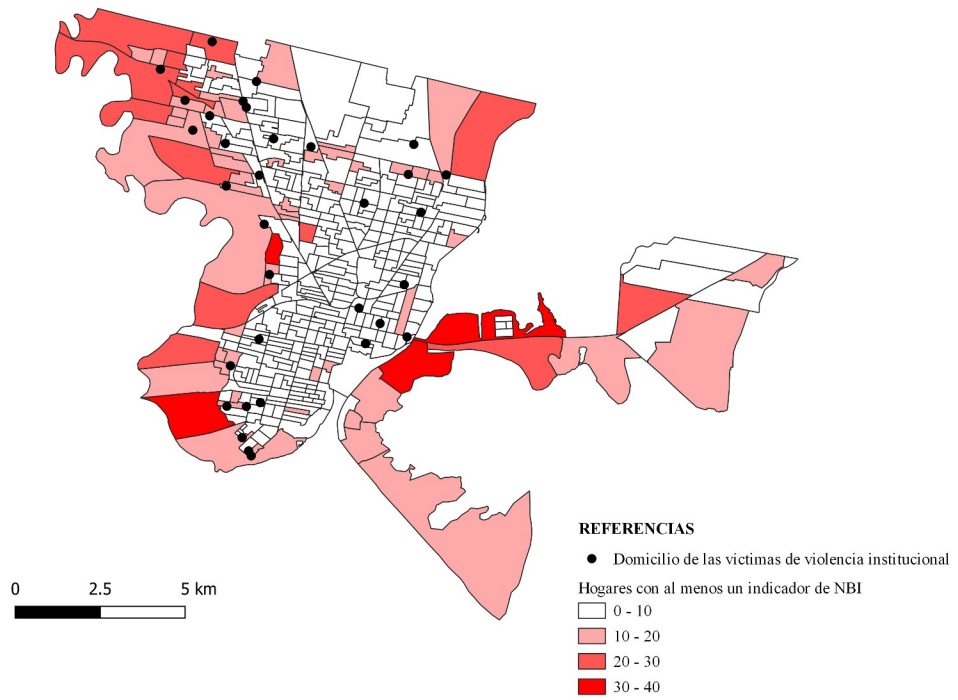 REFERENCIAS
Domicilio de las víctimas de violencia institucional
0 2.5 5 km
Hogares con al menos un indicador de NBI
0 - 10
10 - 20
20 - 30
30 - 40